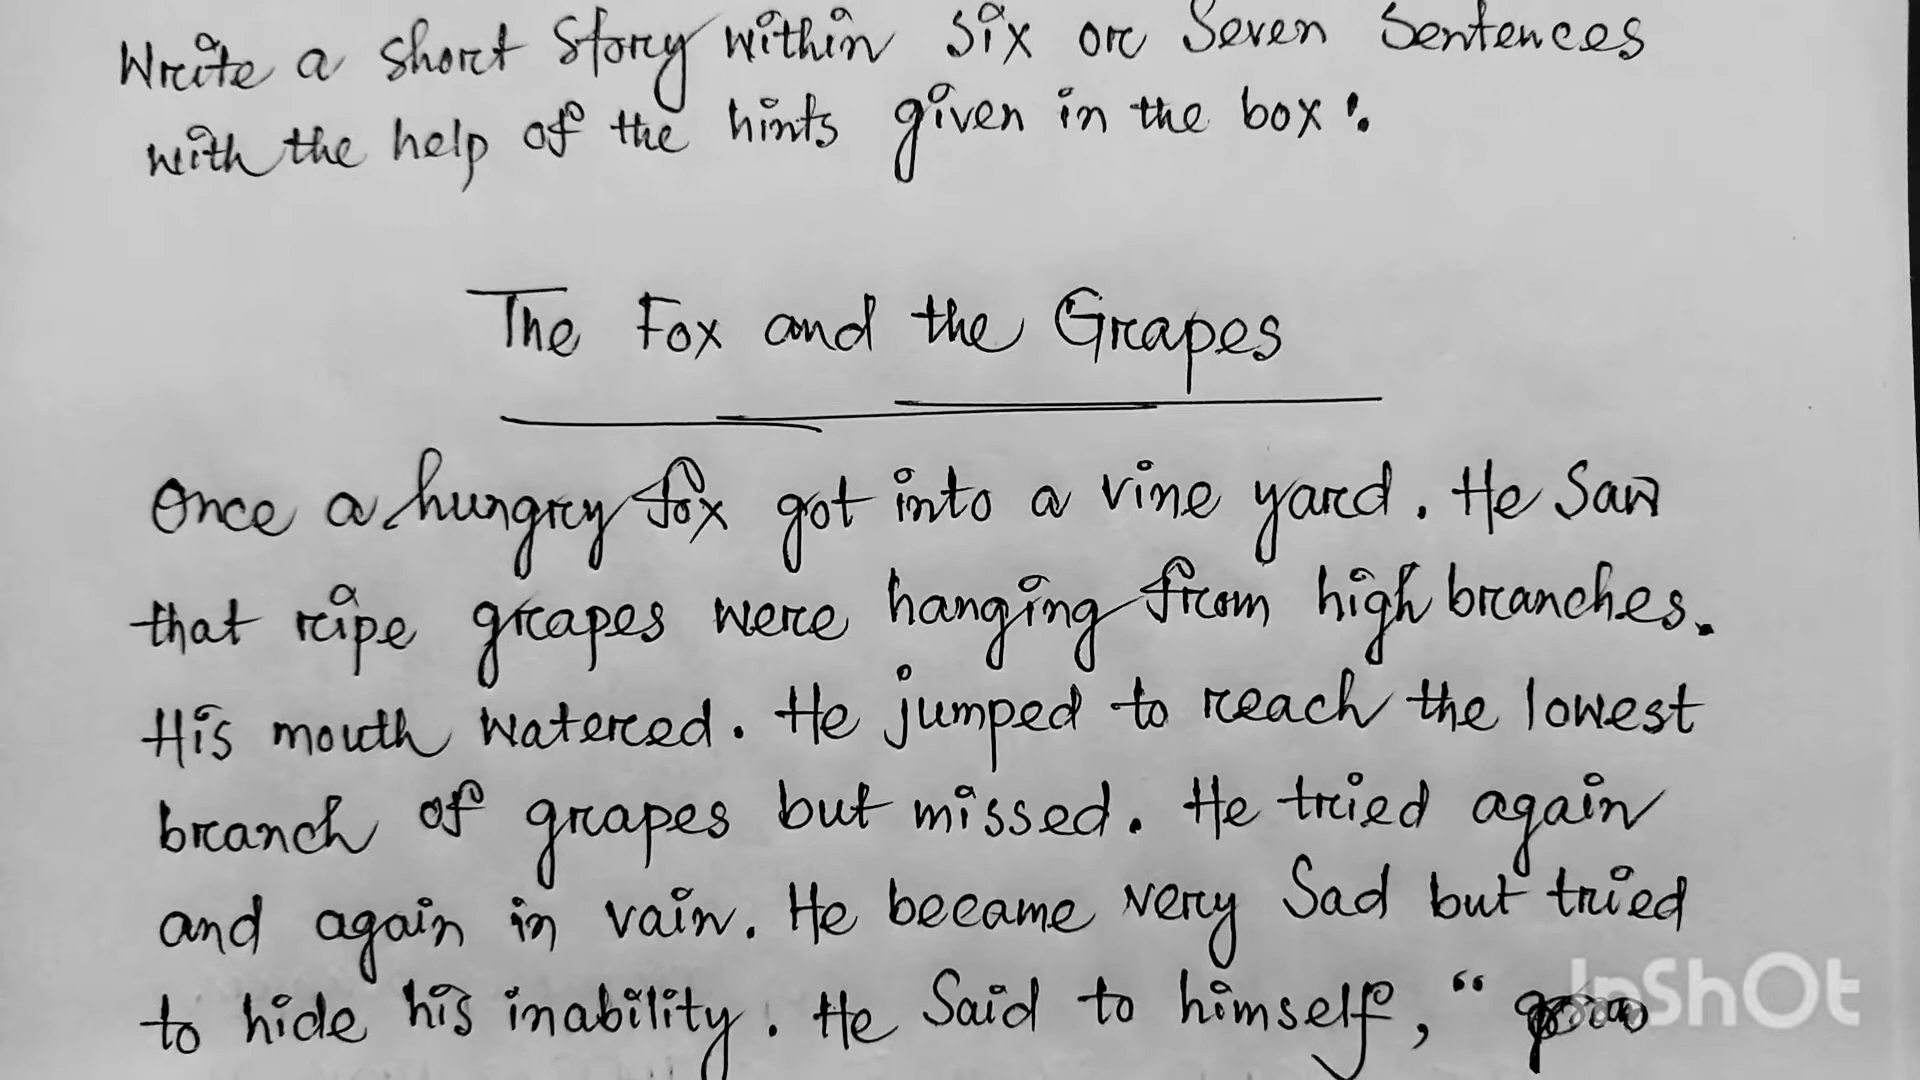 Write a short story within six or seven sentences
with the help of the hints given in the box :
The Fox and the Grapes
Once a hungry fox got into a vine yard. He saw
that ripe grapes were hanging from high branches.
His mouth watered. He jumped to reach the lowest
branch of grapes but missed. He tried again
and again in vain. He became very sad but tried
to hide his inability. He said to himself, "
InShOt